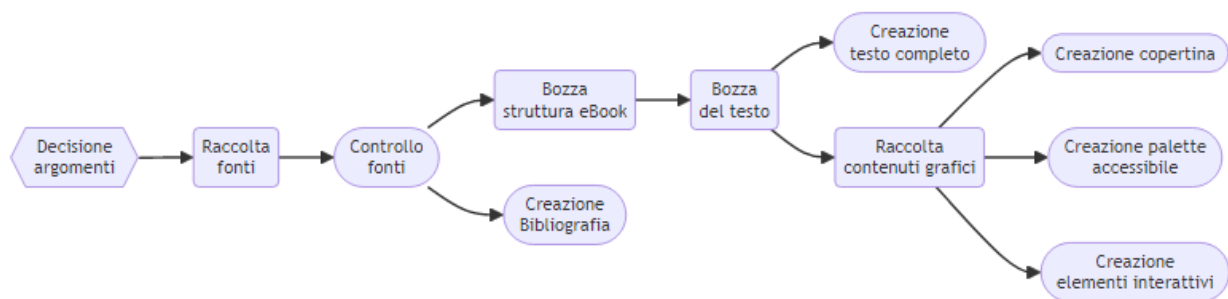 Decisione
argomenti
Raccolta
fonti
Controllo
fonti
Bozza
struttura eBook
Creazione
Bibliografia
Bozza
del testo
Creazione
testo completo
Raccolta
contenuti grafici
Creazione copertina
Creazione palette
accessibile
Creazione
elementi interattivi